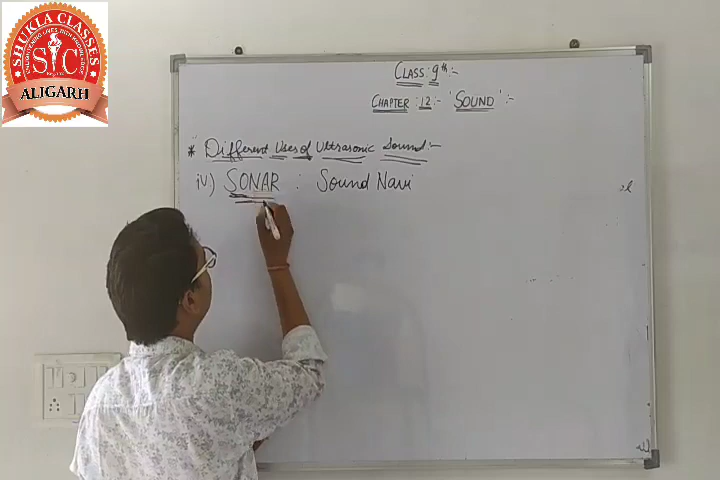 SHUKLA CLASSES
SC
ALIGARH
CLASS: 9th:-
CHAPTER: 12:- 'SOUND':-
* Different Uses of Ultrasonic Sound:-
iv) SONAR : Sound Navi